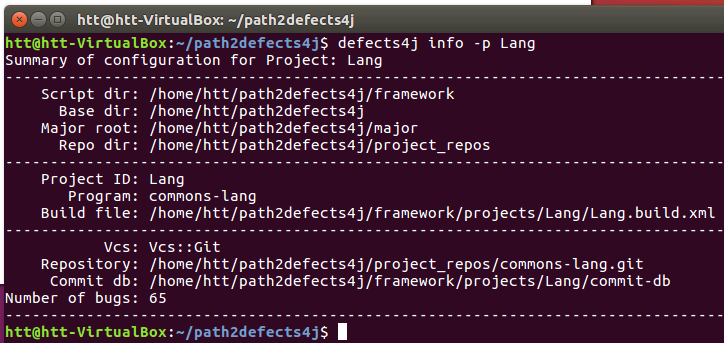 htt@htt-VirtualBox: ~/path2defects4j
htt@htt-VirtualBox:~/path2defects4j$ defects4j info -p Lang
Summary of configuration for Project: Lang
--------------------------------------------------------------------------------
    Script dir: /home/htt/path2defects4j/framework
      Base dir: /home/htt/path2defects4j
    Major root: /home/htt/path2defects4j/major
      Repo dir: /home/htt/path2defects4j/project_repos
--------------------------------------------------------------------------------
    Project ID: Lang
       Program: commons-lang
    Build file: /home/htt/path2defects4j/framework/projects/Lang/Lang.build.xml
--------------------------------------------------------------------------------
           Vcs: Vcs::Git
    Repository: /home/htt/path2defects4j/project_repos/commons-lang.git
     Commit db: /home/htt/path2defects4j/framework/projects/Lang/commit-db
Number of bugs: 65
--------------------------------------------------------------------------------
htt@htt-VirtualBox:~/path2defects4j$